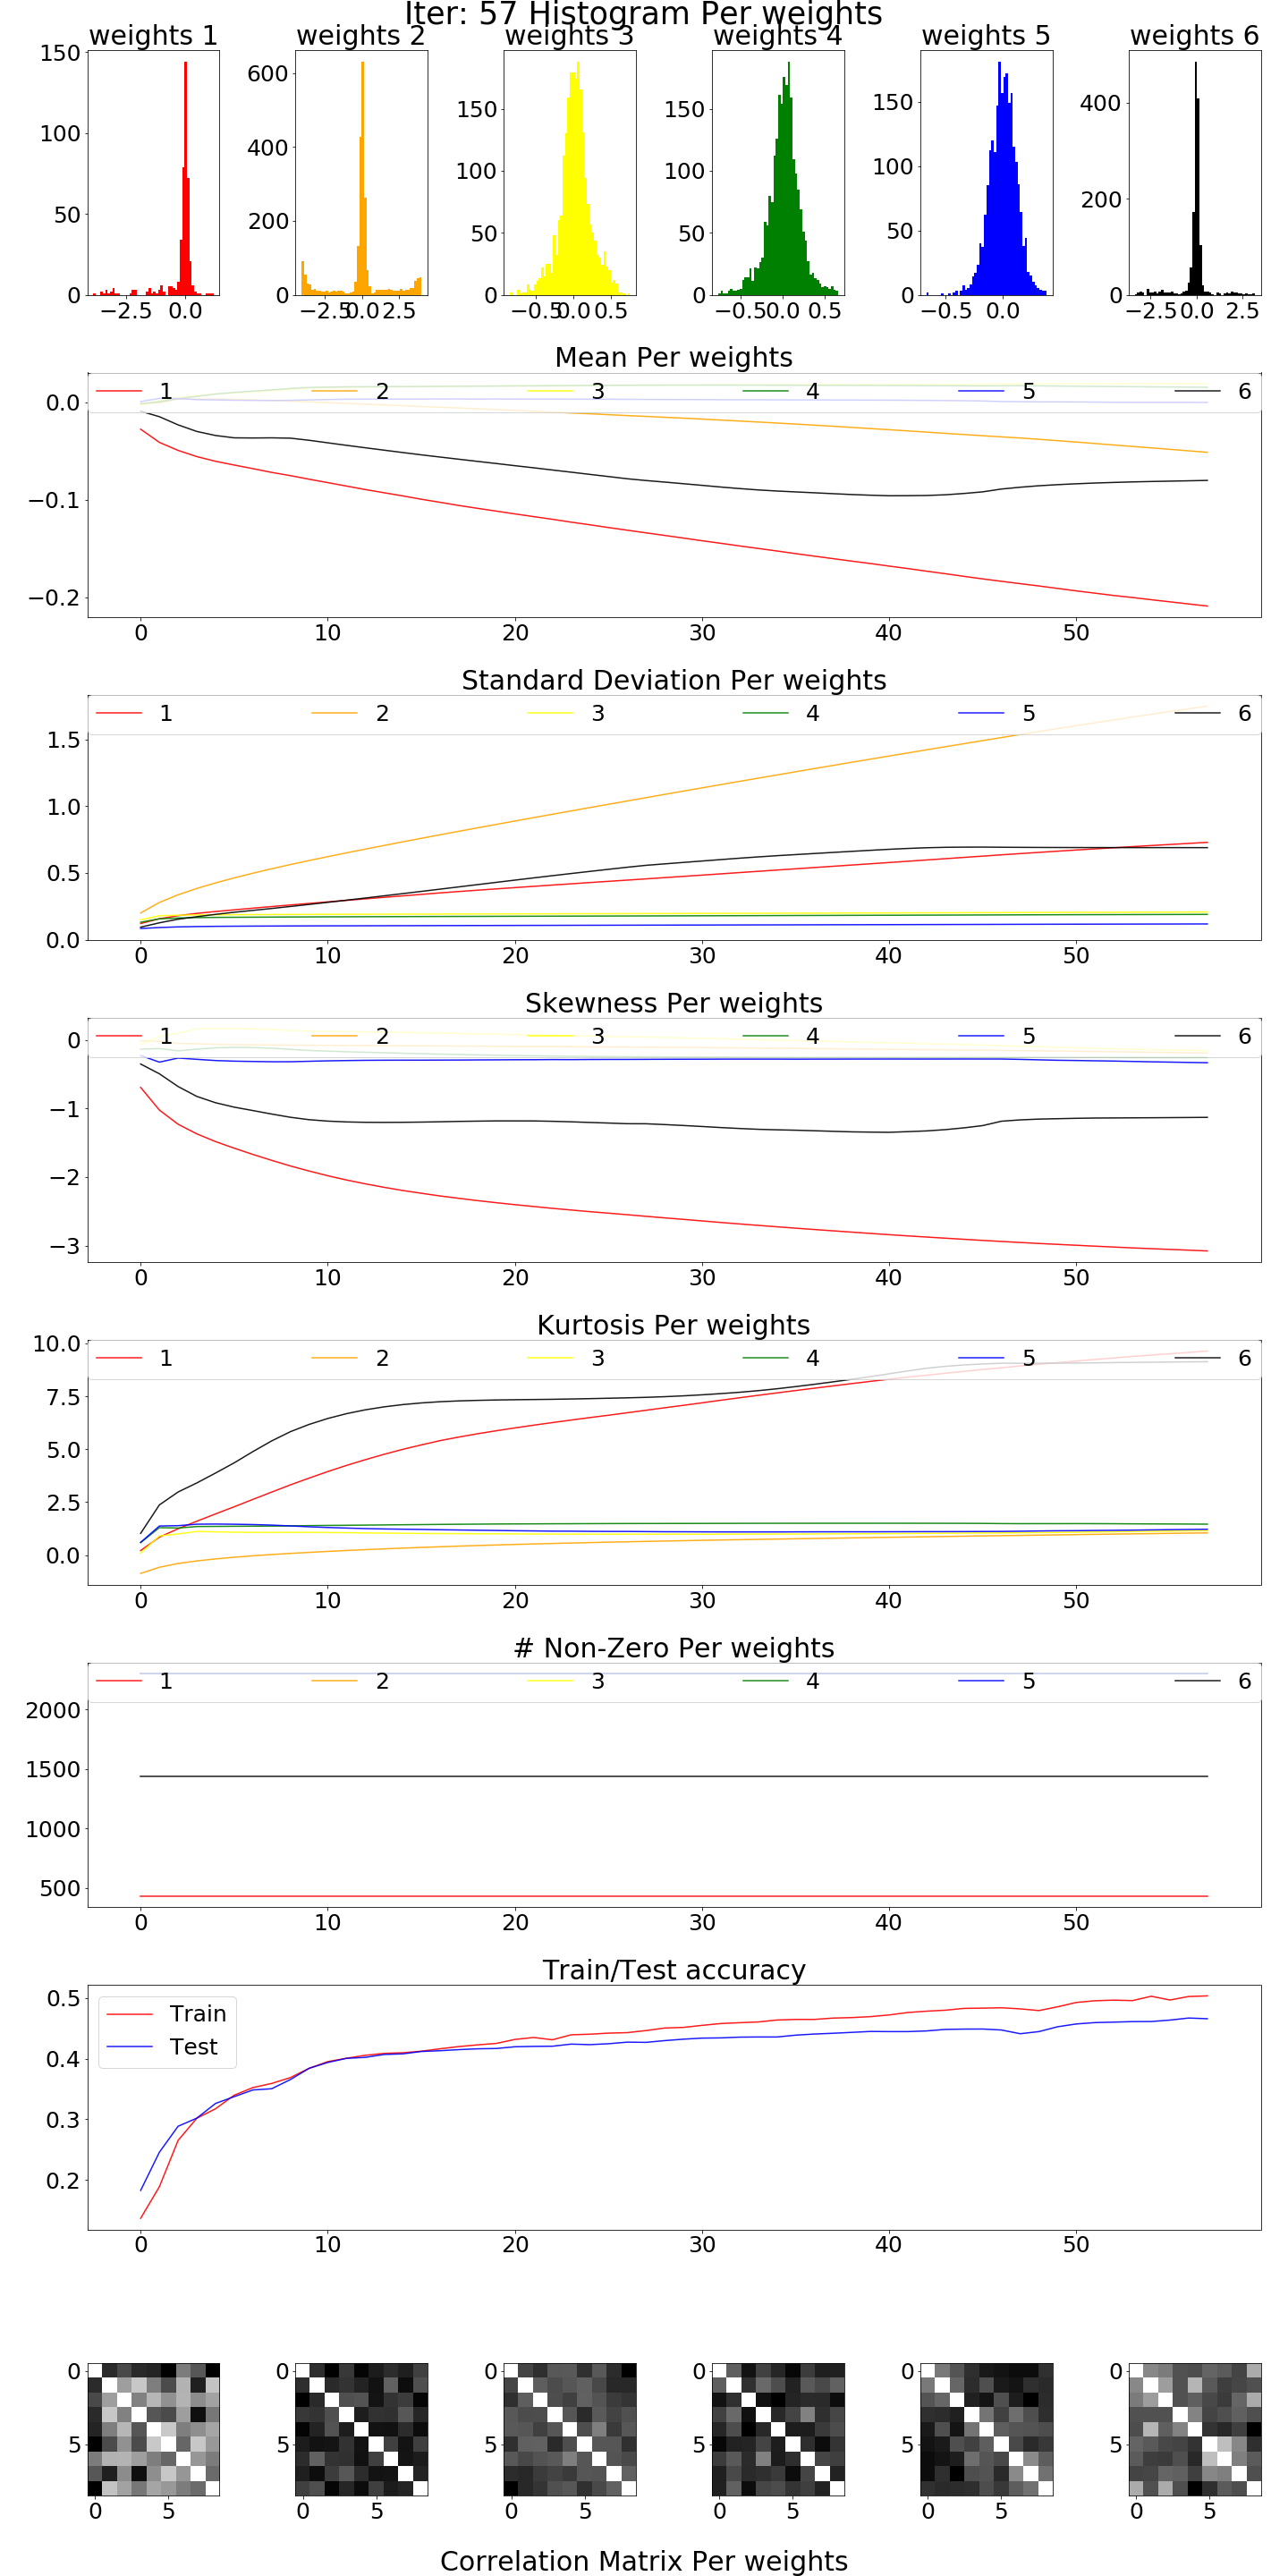 Iter: 57 Histogram Per weights
weights 1 weights 2 weights 3 weights 4 weights 5 weights 6
150
100
50
0
−2.5 0.0
600
400
200
0
−2.5 0.0 2.5
150
100
50
0
−0.5 0.0 0.5
150
100
50
0
−0.5 0.0 0.5
150
100
50
0
−0.5 0.0
400
200
0
−2.5 0.0 2.5
Mean Per weights
1 2 3 4 5 6
0.0
−0.1
−0.2
0 10 20 30 40 50
Standard Deviation Per weights
1 2 3 4 5 6
1.5
1.0
0.5
0.0
0 10 20 30 40 50
Skewness Per weights
1 2 3 4 5 6
0
−1
−2
−3
0 10 20 30 40 50
Kurtosis Per weights
10.0
1 2 3 4 5 6
7.5
5.0
2.5
0.0
0 10 20 30 40 50
# Non-Zero Per weights
1 2 3 4 5 6
2000
1500
1000
500
0 10 20 30 40 50
Train/Test accuracy
0.5
Train
Test
0.4
0.3
0.2
0 10 20 30 40 50
0 0 0 0 0 0
5 5 5 5 5 5
0 5 0 5 0 5 0 5 0 5 0 5
Correlation Matrix Per weights